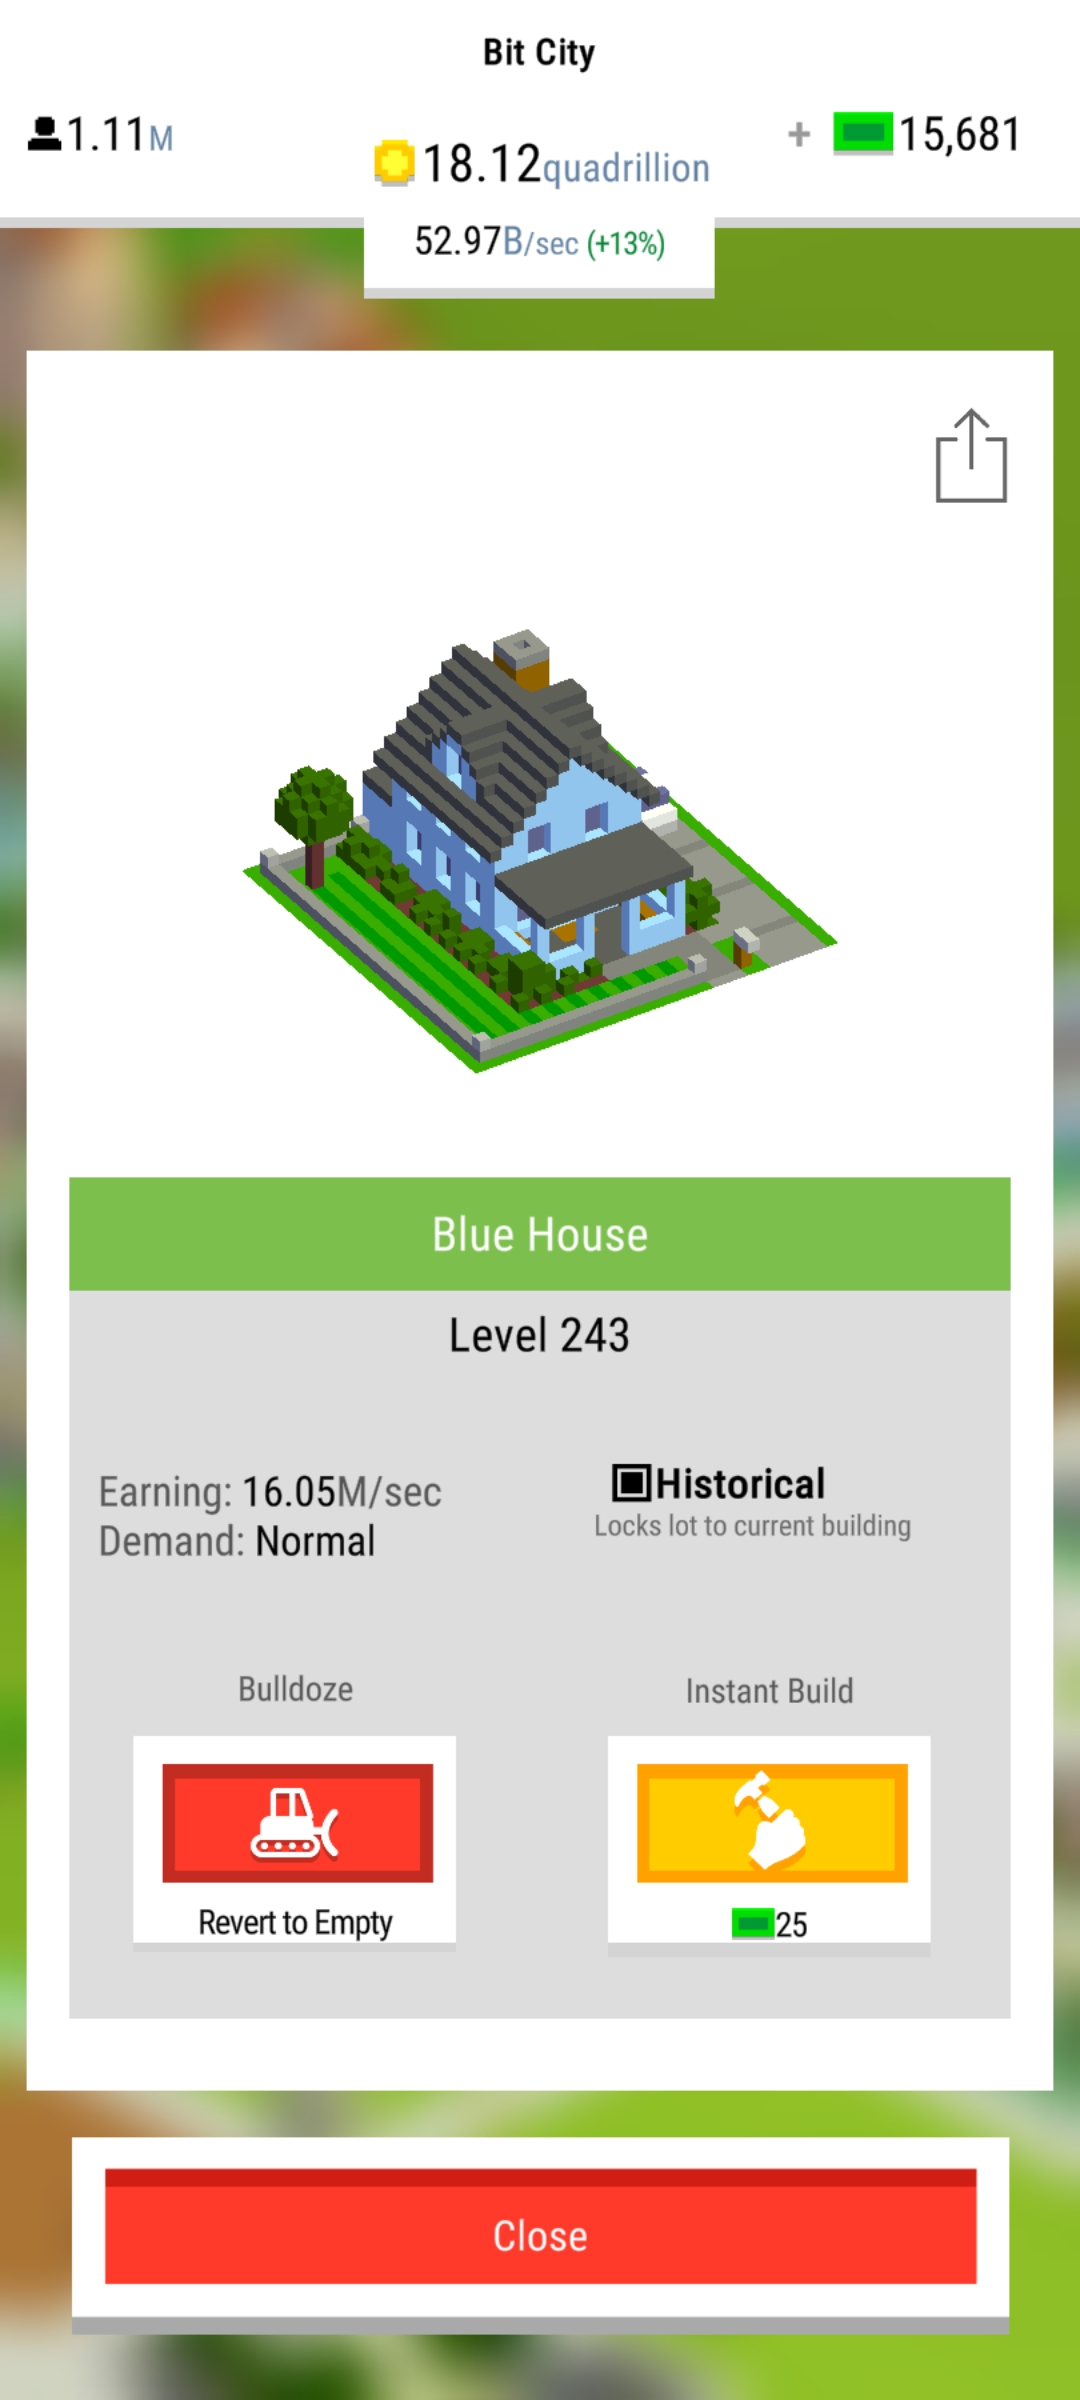 Bit City
1.11M
18.12quadrillion
+ 15,681
52.97B/sec (+13%)
Blue House
Level 243
Earning: 16.05M/sec
Demand: Normal
Historical
Locks lot to current building
Bulldoze
Instant Build
Revert to Empty
25
Close